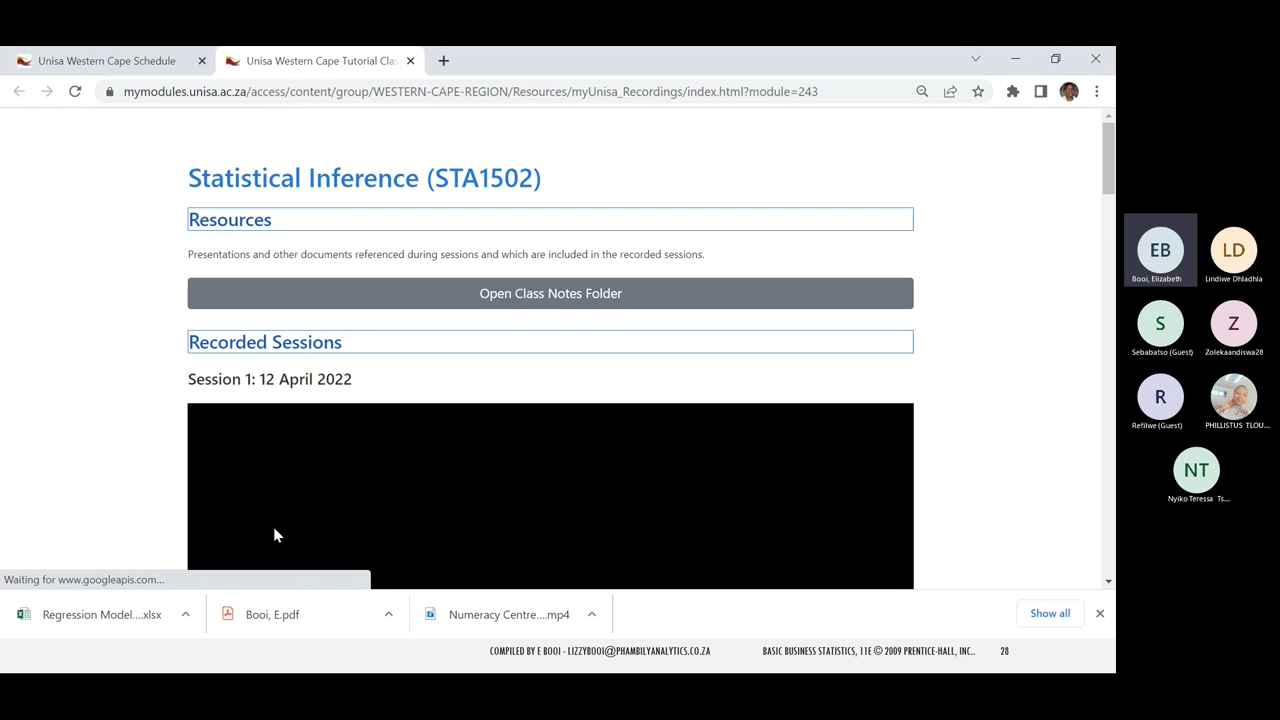 Unisa Western Cape Schedule
Unisa Western Cape Tutorial Clas
mymodules.unisa.ac.za/access/content/group/WESTERN-CAPE-REGION/Resources/myUnisa_Recordings/index.html?module=243
Statistical Inference (STA1502)
Resources
Presentations and other documents referenced during sessions and which are included in the recorded sessions.
Open Class Notes Folder
Recorded Sessions
Session 1: 12 April 2022
Waiting for www.googleapis.com...
Regression Model....xlsx
Booi, E.pdf
Numeracy Centre....mp4
Show all
COMPILED BY E BOOI - LIZZYBOOI@PHAMBILYANALYTICS.CO.ZA
BASIC BUSINESS STATISTICS, 11E © 2009 PRENTICE-HALL, INC..
28
EB
Booi, Elizabeth
LD
Lindiwe Dhladhla
S
Sebabatso (Guest)
Z
Zolekaandiswa28
R
Refilwe (Guest)
PHILLISTUS TLOU...
NT
Nyiko Teressa Ts...